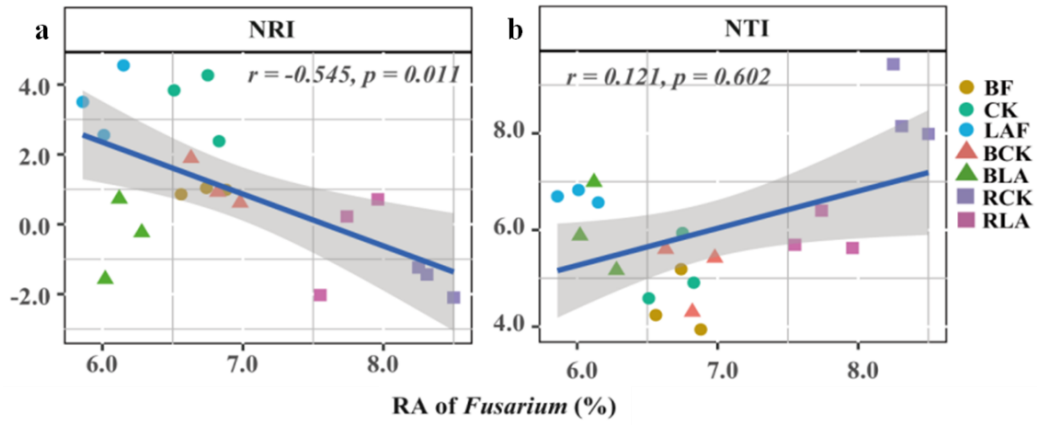 a
NRI
r = -0.545, p = 0.011
4.0
2.0
0.0
-2.0
6.0 7.0 8.0
b
NTI
r = 0.121, p = 0.602
8.0
6.0
4.0
6.0 7.0 8.0
RA of Fusarium (%)
BF
CK
LAF
BCK
BLA
RCK
RLA